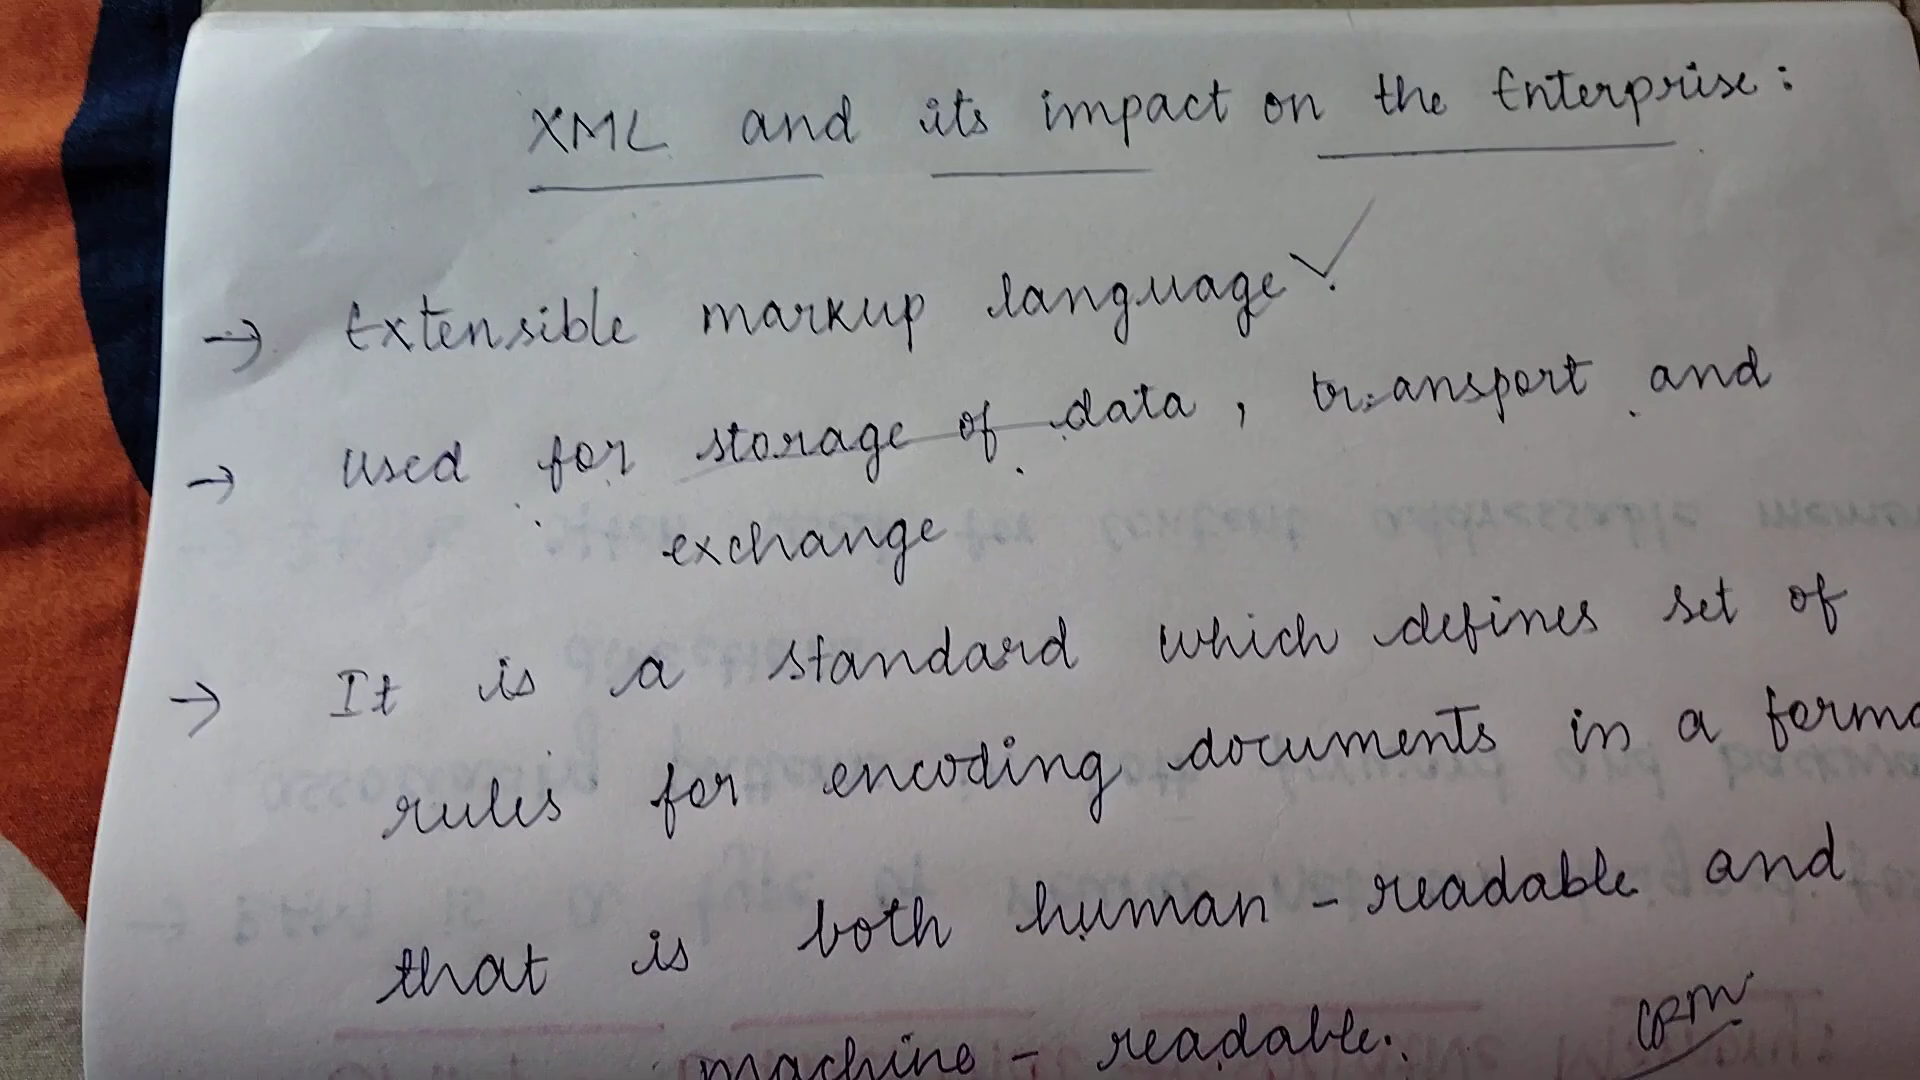 XML and its impact on the Enterprise:
→ Extensible markup language.
→ used for storage of data, transport and
exchange
→ It is a standard which defines set of
rules for encoding documents in a forma
that is both human-readable and
machine-readable.